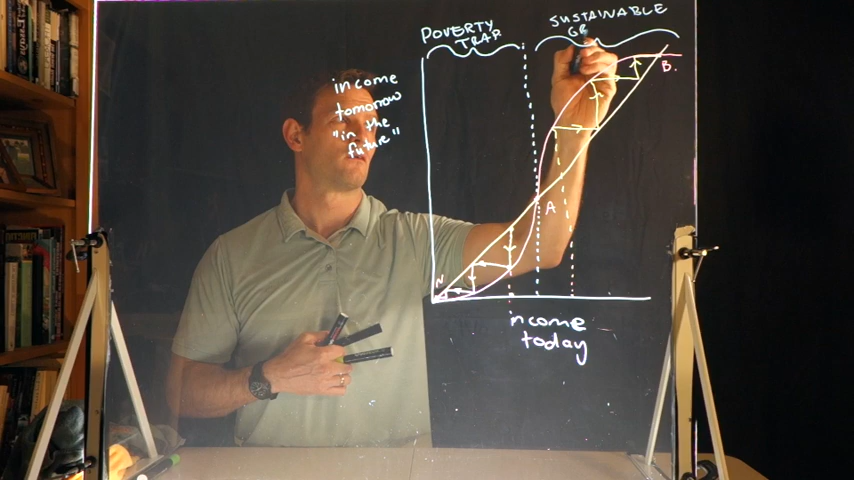 POVERTY
TRAP
SUSTAINABLE
GR
income
tomorrow
"in the
future"
B.
A
N
ncome
today